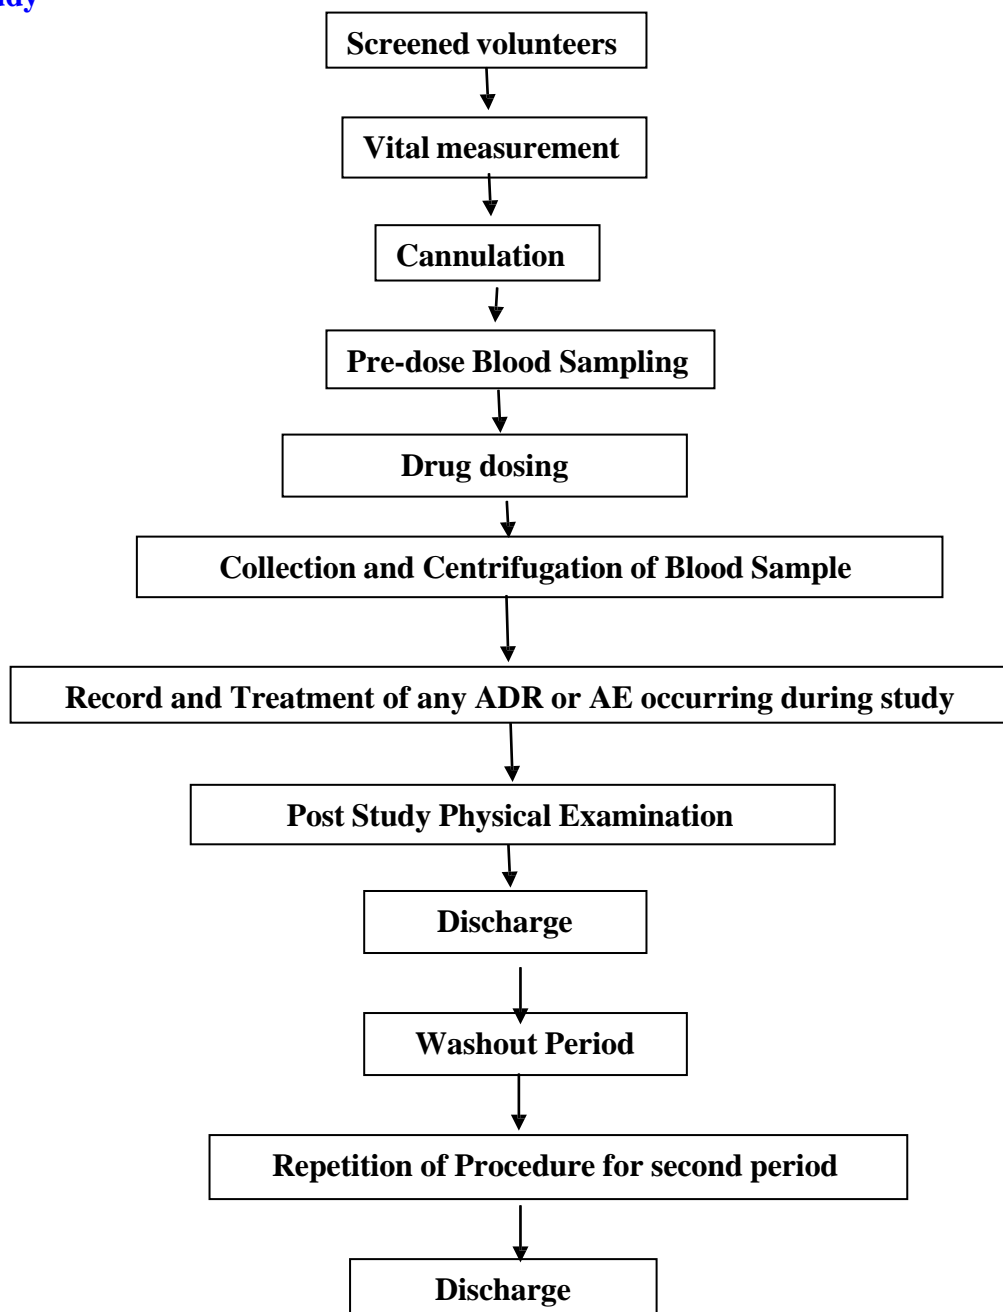 Screened volunteers
Vital measurement
Cannulation
Pre-dose Blood Sampling
Drug dosing
Collection and Centrifugation of Blood Sample
Record and Treatment of any ADR or AE occurring during study
Post Study Physical Examination
Discharge
Washout Period
Repetition of Procedure for second period
Discharge